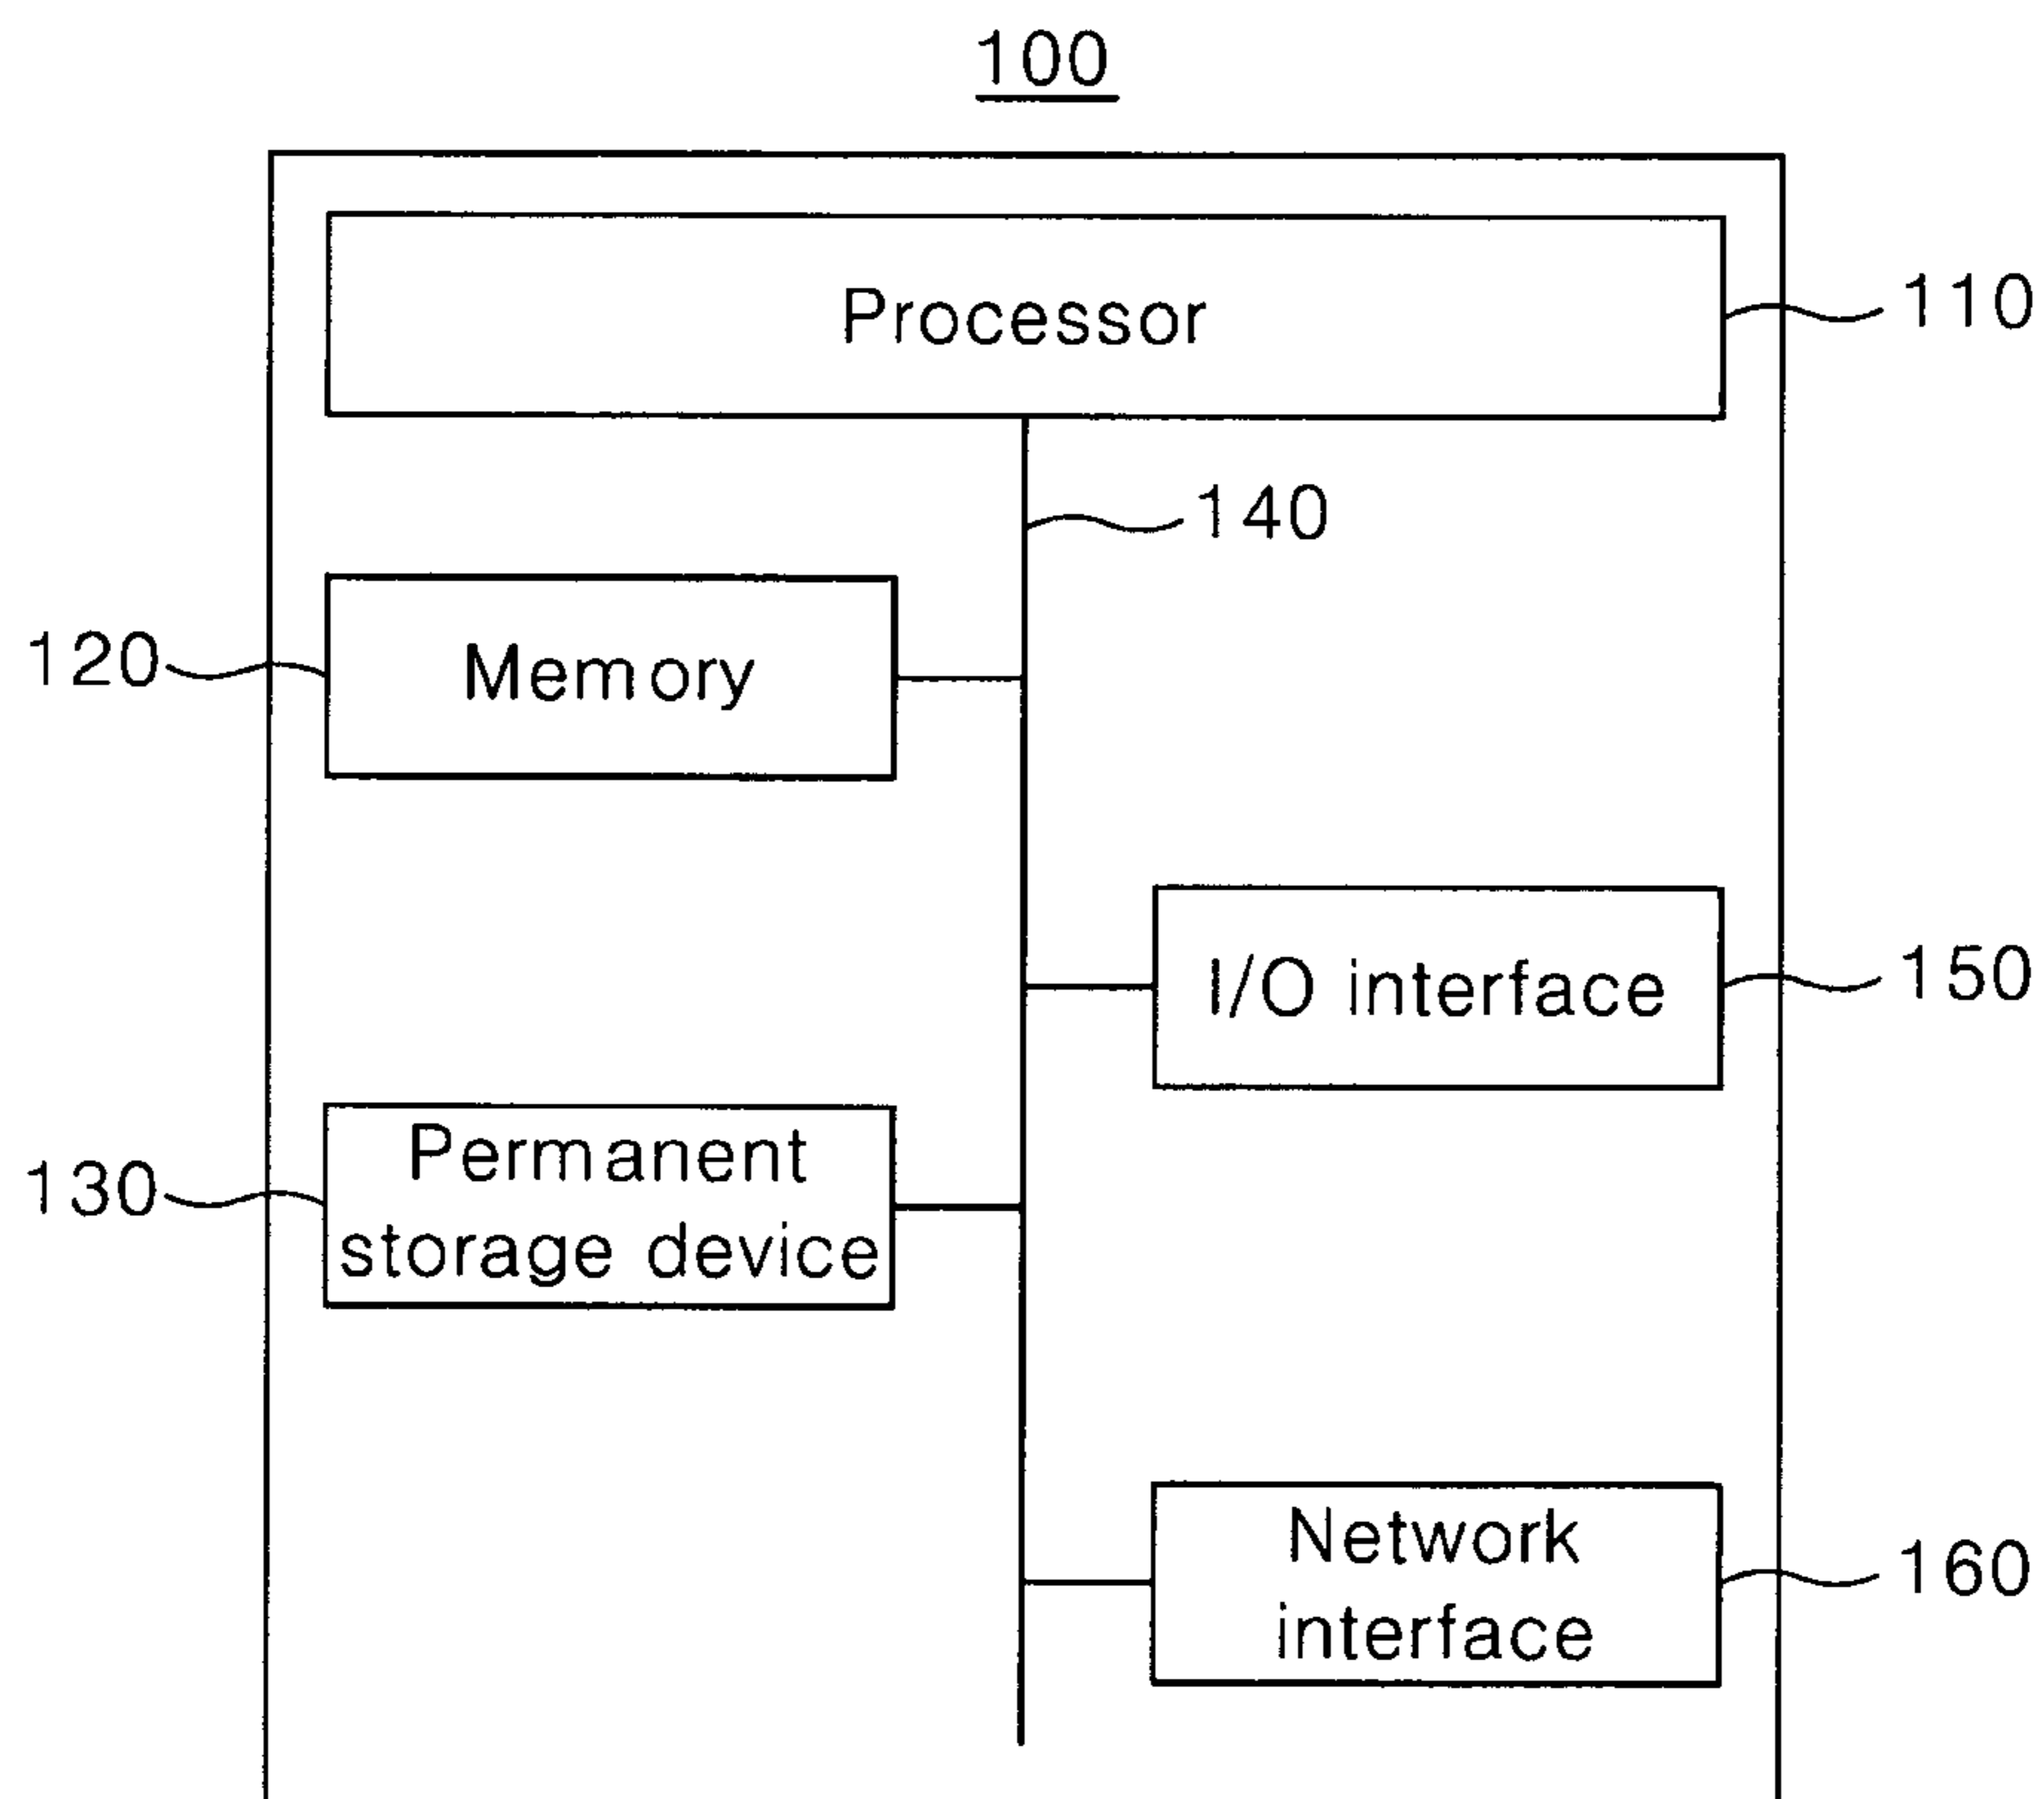 100
Processor
110
140
120
Memory
I/O interface
150
130
Permanent
storage device
Network
interface
160